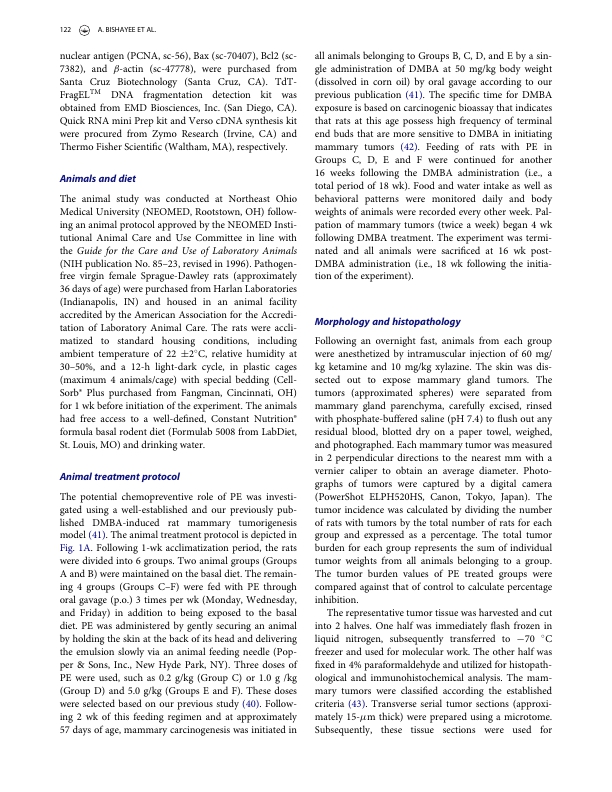 122 A. BISHAYEE ET AL.
nuclear antigen (PCNA, sc-56), Bax (sc-70407), Bcl2 (sc-
7382), and β-actin (sc-47778), were purchased from
Santa Cruz Biotechnology (Santa Cruz, CA). TdT-
FragEL™ DNA fragmentation detection kit was
obtained from EMD Biosciences, Inc. (San Diego, CA).
Quick RNA mini Prep kit and Verso cDNA synthesis kit
were procured from Zymo Research (Irvine, CA) and
Thermo Fisher Scientific (Waltham, MA), respectively.
Animals and diet
The animal study was conducted at Northeast Ohio
Medical University (NEOMED, Rootstown, OH) follow-
ing an animal protocol approved by the NEOMED Insti-
tutional Animal Care and Use Committee in line with
the Guide for the Care and Use of Laboratory Animals
(NIH publication No. 85–23, revised in 1996). Pathogen-
free virgin female Sprague-Dawley rats (approximately
36 days of age) were purchased from Harlan Laboratories
(Indianapolis, IN) and housed in an animal facility
accredited by the American Association for the Accredi-
tation of Laboratory Animal Care. The rats were accli-
matized to standard housing conditions, including
ambient temperature of 22 ±2°C, relative humidity at
30–50%, and a 12-h light-dark cycle, in plastic cages
(maximum 4 animals/cage) with special bedding (Cell-
Sorb® Plus purchased from Fangman, Cincinnati, OH)
for 1 wk before initiation of the experiment. The animals
had free access to a well-defined, Constant Nutrition®
formula basal rodent diet (Formulab 5008 from LabDiet,
St. Louis, MO) and drinking water.
Animal treatment protocol
The potential chemopreventive role of PE was investi-
gated using a well-established and our previously pub-
lished DMBA-induced rat mammary tumorigenesis
model (41). The animal treatment protocol is depicted in
Fig. 1A. Following 1-wk acclimatization period, the rats
were divided into 6 groups. Two animal groups (Groups
A and B) were maintained on the basal diet. The remain-
ing 4 groups (Groups C–F) were fed with PE through
oral gavage (p.o.) 3 times per wk (Monday, Wednesday,
and Friday) in addition to being exposed to the basal
diet. PE was administered by gently securing an animal
by holding the skin at the back of its head and delivering
the emulsion slowly via an animal feeding needle (Pop-
per & Sons, Inc., New Hyde Park, NY). Three doses of
PE were used, such as 0.2 g/kg (Group C) or 1.0 g /kg
(Group D) and 5.0 g/kg (Groups E and F). These doses
were selected based on our previous study (40). Follow-
ing 2 wk of this feeding regimen and at approximately
57 days of age, mammary carcinogenesis was initiated in
all animals belonging to Groups B, C, D, and E by a sin-
gle administration of DMBA at 50 mg/kg body weight
(dissolved in corn oil) by oral gavage according to our
previous publication (41). The specific time for DMBA
exposure is based on carcinogenic bioassay that indicates
that rats at this age possess high frequency of terminal
end buds that are more sensitive to DMBA in initiating
mammary tumors (42). Feeding of rats with PE in
Groups C, D, E and F were continued for another
16 weeks following the DMBA administration (i.e., a
total period of 18 wk). Food and water intake as well as
behavioral patterns were monitored daily and body
weights of animals were recorded every other week. Pal-
pation of mammary tumors (twice a week) began 4 wk
following DMBA treatment. The experiment was termi-
nated and all animals were sacrificed at 16 wk post-
DMBA administration (i.e., 18 wk following the initia-
tion of the experiment).
Morphology and histopathology
Following an overnight fast, animals from each group
were anesthetized by intramuscular injection of 60 mg/
kg ketamine and 10 mg/kg xylazine. The skin was dis-
sected out to expose mammary gland tumors. The
tumors (approximated spheres) were separated from
mammary gland parenchyma, carefully excised, rinsed
with phosphate-buffered saline (pH 7.4) to flush out any
residual blood, blotted dry on a paper towel, weighed,
and photographed. Each mammary tumor was measured
in 2 perpendicular directions to the nearest mm with a
vernier caliper to obtain an average diameter. Photo-
graphs of tumors were captured by a digital camera
(PowerShot ELPH520HS, Canon, Tokyo, Japan). The
tumor incidence was calculated by dividing the number
of rats with tumors by the total number of rats for each
group and expressed as a percentage. The total tumor
burden for each group represents the sum of individual
tumor weights from all animals belonging to a group.
The tumor burden values of PE treated groups were
compared against that of control to calculate percentage
inhibition.
The representative tumor tissue was harvested and cut
into 2 halves. One half was immediately flash frozen in
liquid nitrogen, subsequently transferred to −70 °C
freezer and used for molecular work. The other half was
fixed in 4% paraformaldehyde and utilized for histopath-
ological and immunohistochemical analysis. The mam-
mary tumors were classified according the established
criteria (43). Transverse serial tumor sections (approxi-
mately 15-μm thick) were prepared using a microtome.
Subsequently, these tissue sections were used for